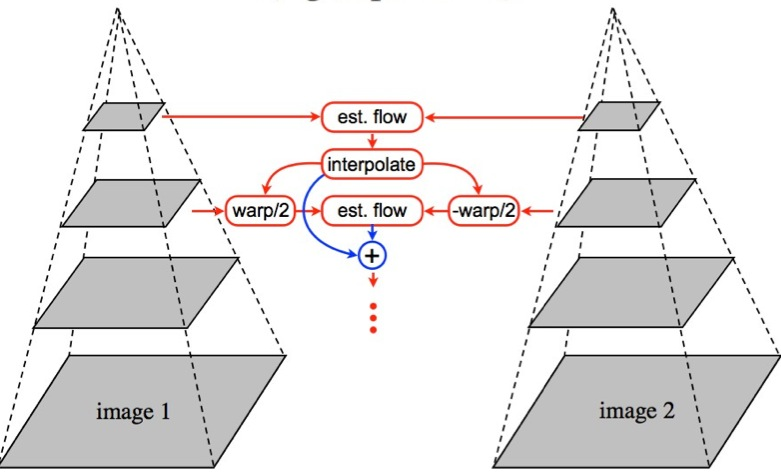 est. flow
interpolate
warp/2
est. flow
-warp/2
+
image 1
image 2